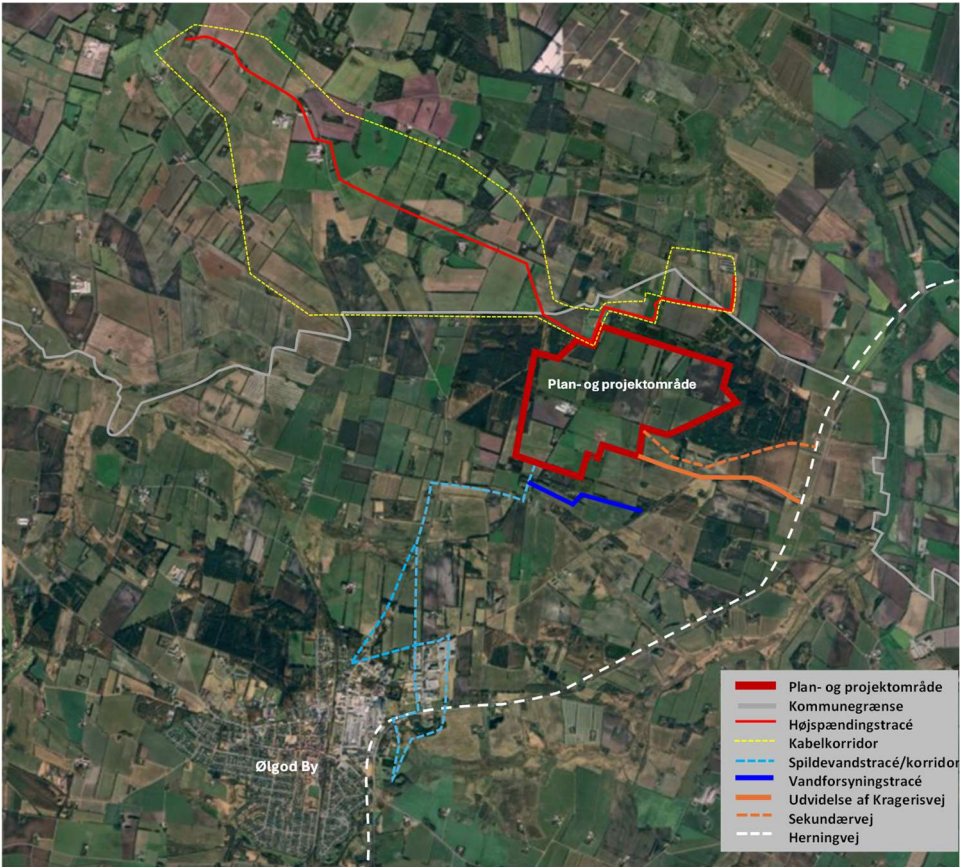 Plan- og projektområde
Ølgod By
Plan- og projektområde
Kommunegrænse
Højspændingstracé
Kabelkorridor
Spildevandstracé/korridor
Vandforsyningstracé
Udvidelse af Kragerisvej
Sekundærvej
Herningvej